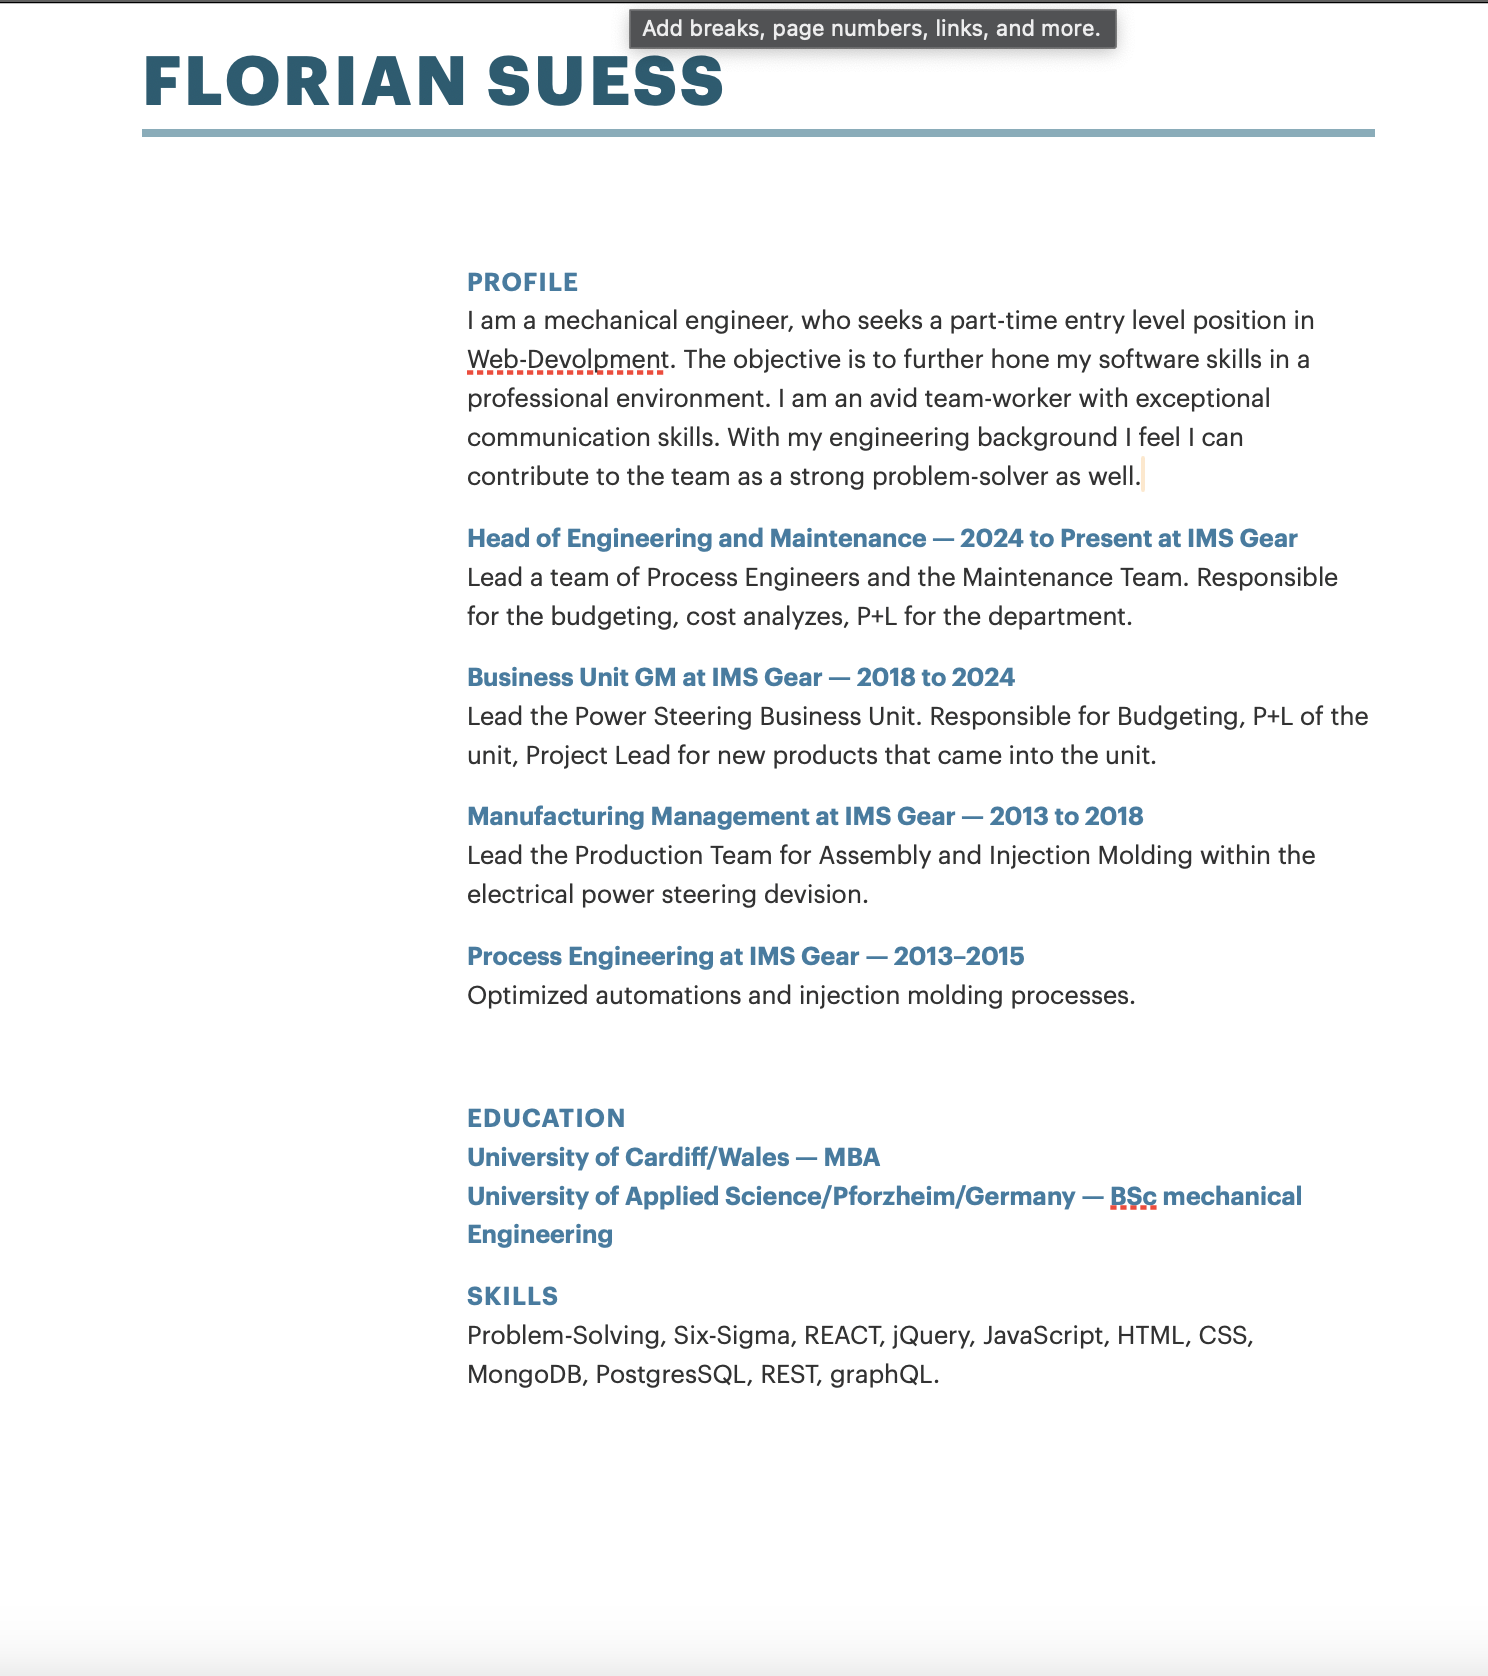 Add breaks, page numbers, links, and more.
FLORIAN SUESS
PROFILE
I am a mechanical engineer, who seeks a part-time entry level position in
Web-Devolpment. The objective is to further hone my software skills in a
professional environment. I am an avid team-worker with exceptional
communication skills. With my engineering background I feel I can
contribute to the team as a strong problem-solver as well.
Head of Engineering and Maintenance — 2024 to Present at IMS Gear
Lead a team of Process Engineers and the Maintenance Team. Responsible
for the budgeting, cost analyzes, P+L for the department.
Business Unit GM at IMS Gear — 2018 to 2024
Lead the Power Steering Business Unit. Responsible for Budgeting, P+L of the
unit, Project Lead for new products that came into the unit.
Manufacturing Management at IMS Gear — 2013 to 2018
Lead the Production Team for Assembly and Injection Molding within the
electrical power steering devision.
Process Engineering at IMS Gear — 2013–2015
Optimized automations and injection molding processes.
EDUCATION
University of Cardiff/Wales — MBA
University of Applied Science/Pforzheim/Germany — BSc mechanical
Engineering
SKILLS
Problem-Solving, Six-Sigma, REACT, jQuery, JavaScript, HTML, CSS,
MongoDB, PostgresSQL, REST, graphQL.